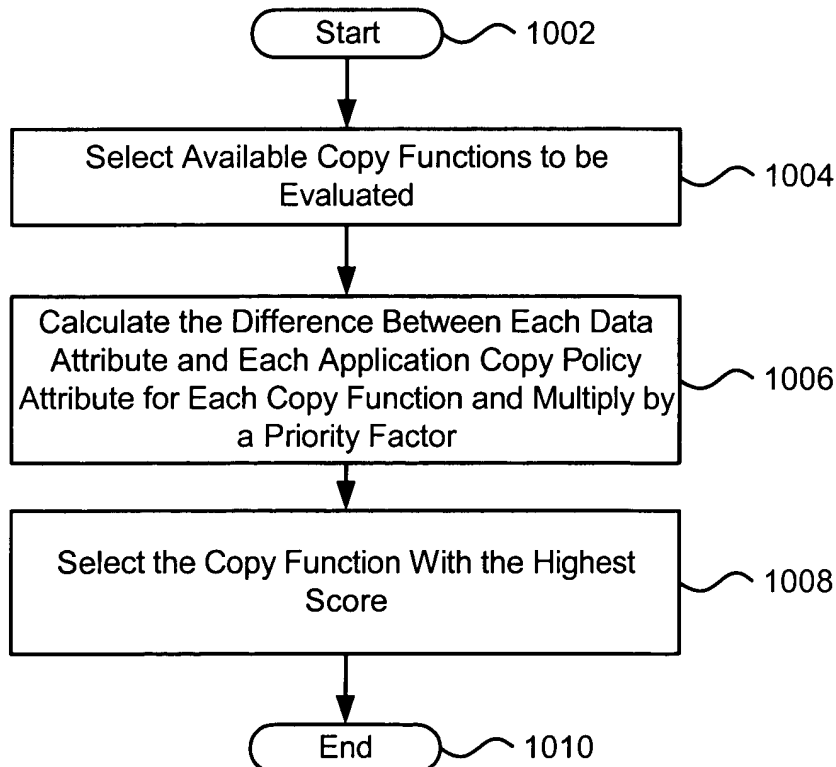 Start
1002
Select Available Copy Functions to be
Evaluated
1004
Calculate the Difference Between Each Data
Attribute and Each Application Copy Policy
Attribute for Each Copy Function and Multiply by
a Priority Factor
1006
Select the Copy Function With the Highest
Score
1008
End
1010